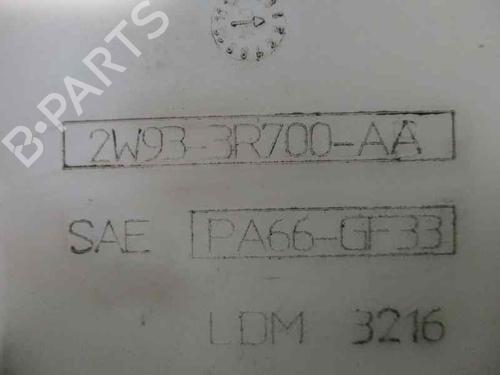 B-PARTS
2W93-3R700-AA
SAE PA66-GF33
LDM 3216